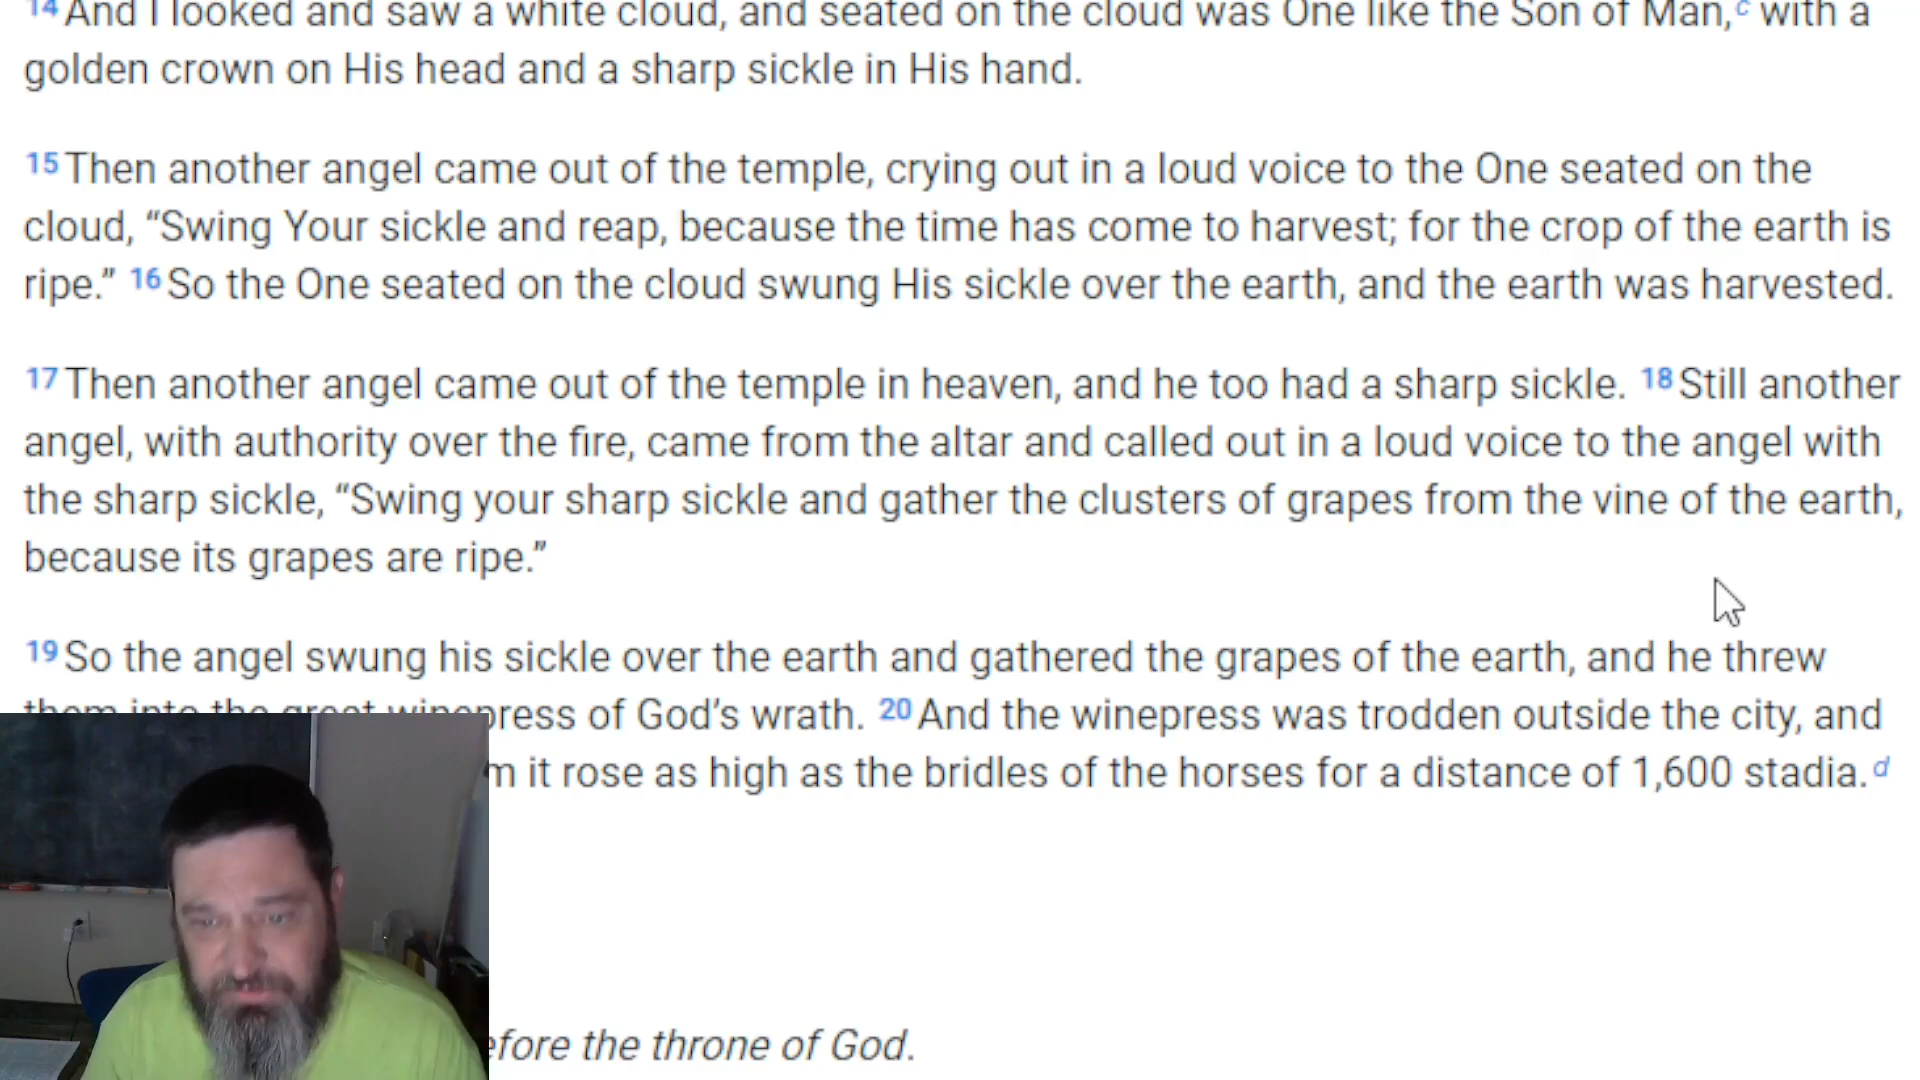 14 And I looked and saw a white cloud, and seated on the cloud was One like the Son of Man,c with a
golden crown on His head and a sharp sickle in His hand.
15 Then another angel came out of the temple, crying out in a loud voice to the One seated on the
cloud, “Swing Your sickle and reap, because the time has come to harvest; for the crop of the earth is
ripe.” 16 So the One seated on the cloud swung His sickle over the earth, and the earth was harvested.
17 Then another angel came out of the temple in heaven, and he too had a sharp sickle. 18 Still another
angel, with authority over the fire, came from the altar and called out in a loud voice to the angel with
the sharp sickle, “Swing your sharp sickle and gather the clusters of grapes from the vine of the earth,
because its grapes are ripe.”
19 So the angel swung his sickle over the earth and gathered the grapes of the earth, and he threw
them into the great winepress of God’s wrath. 20 And the winepress was trodden outside the city, and
it rose as high as the bridles of the horses for a distance of 1,600 stadia.d
the throne of God.